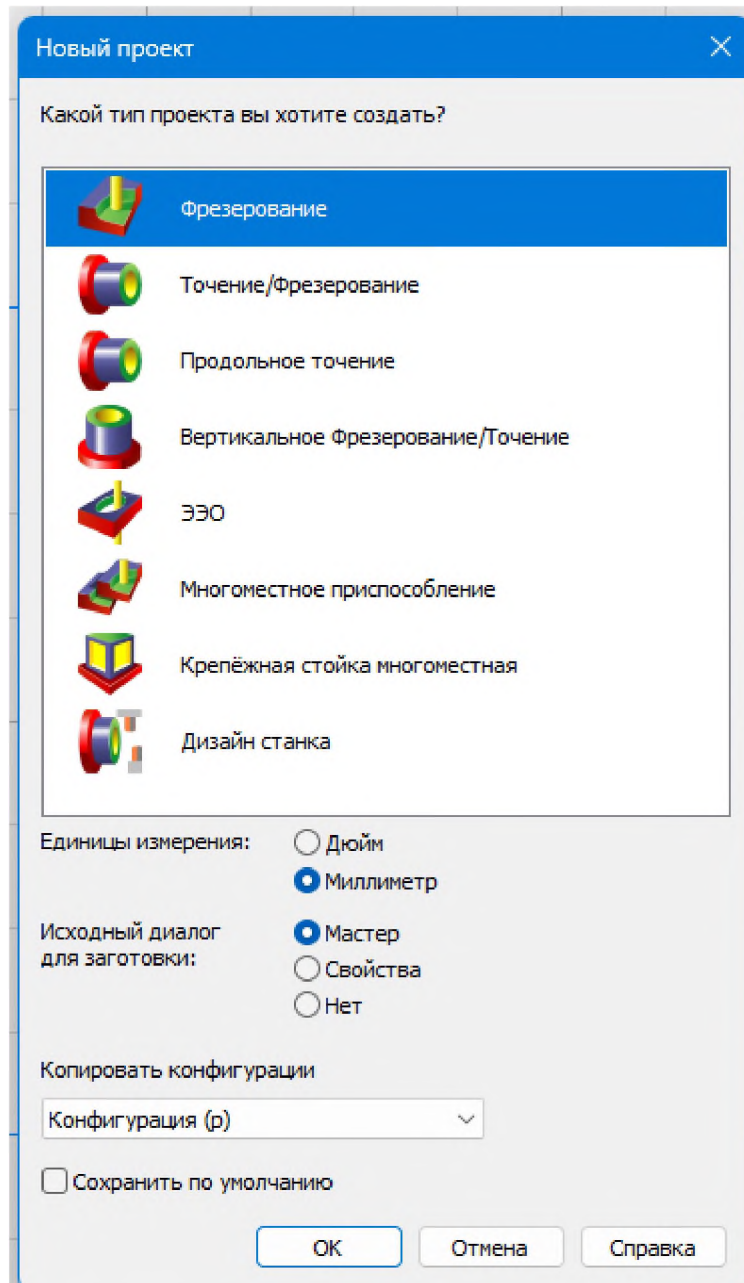 Новый проект
Какой тип проекта вы хотите создать?
Фрезерование
Точение/Фрезерование
Продольное точение
Вертикальное Фрезерование/Точение
ЭЭО
Многоместное приспособление
Крепёжная стойка многоместная
Дизайн станка
Единицы измерения:
Дюйм
Миллиметр
Исходный диалог
для заготовки:
Мастер
Свойства
Нет
Копировать конфигурации
Конфигурация (р)
Сохранить по умолчанию
ОК
Отмена
Справка